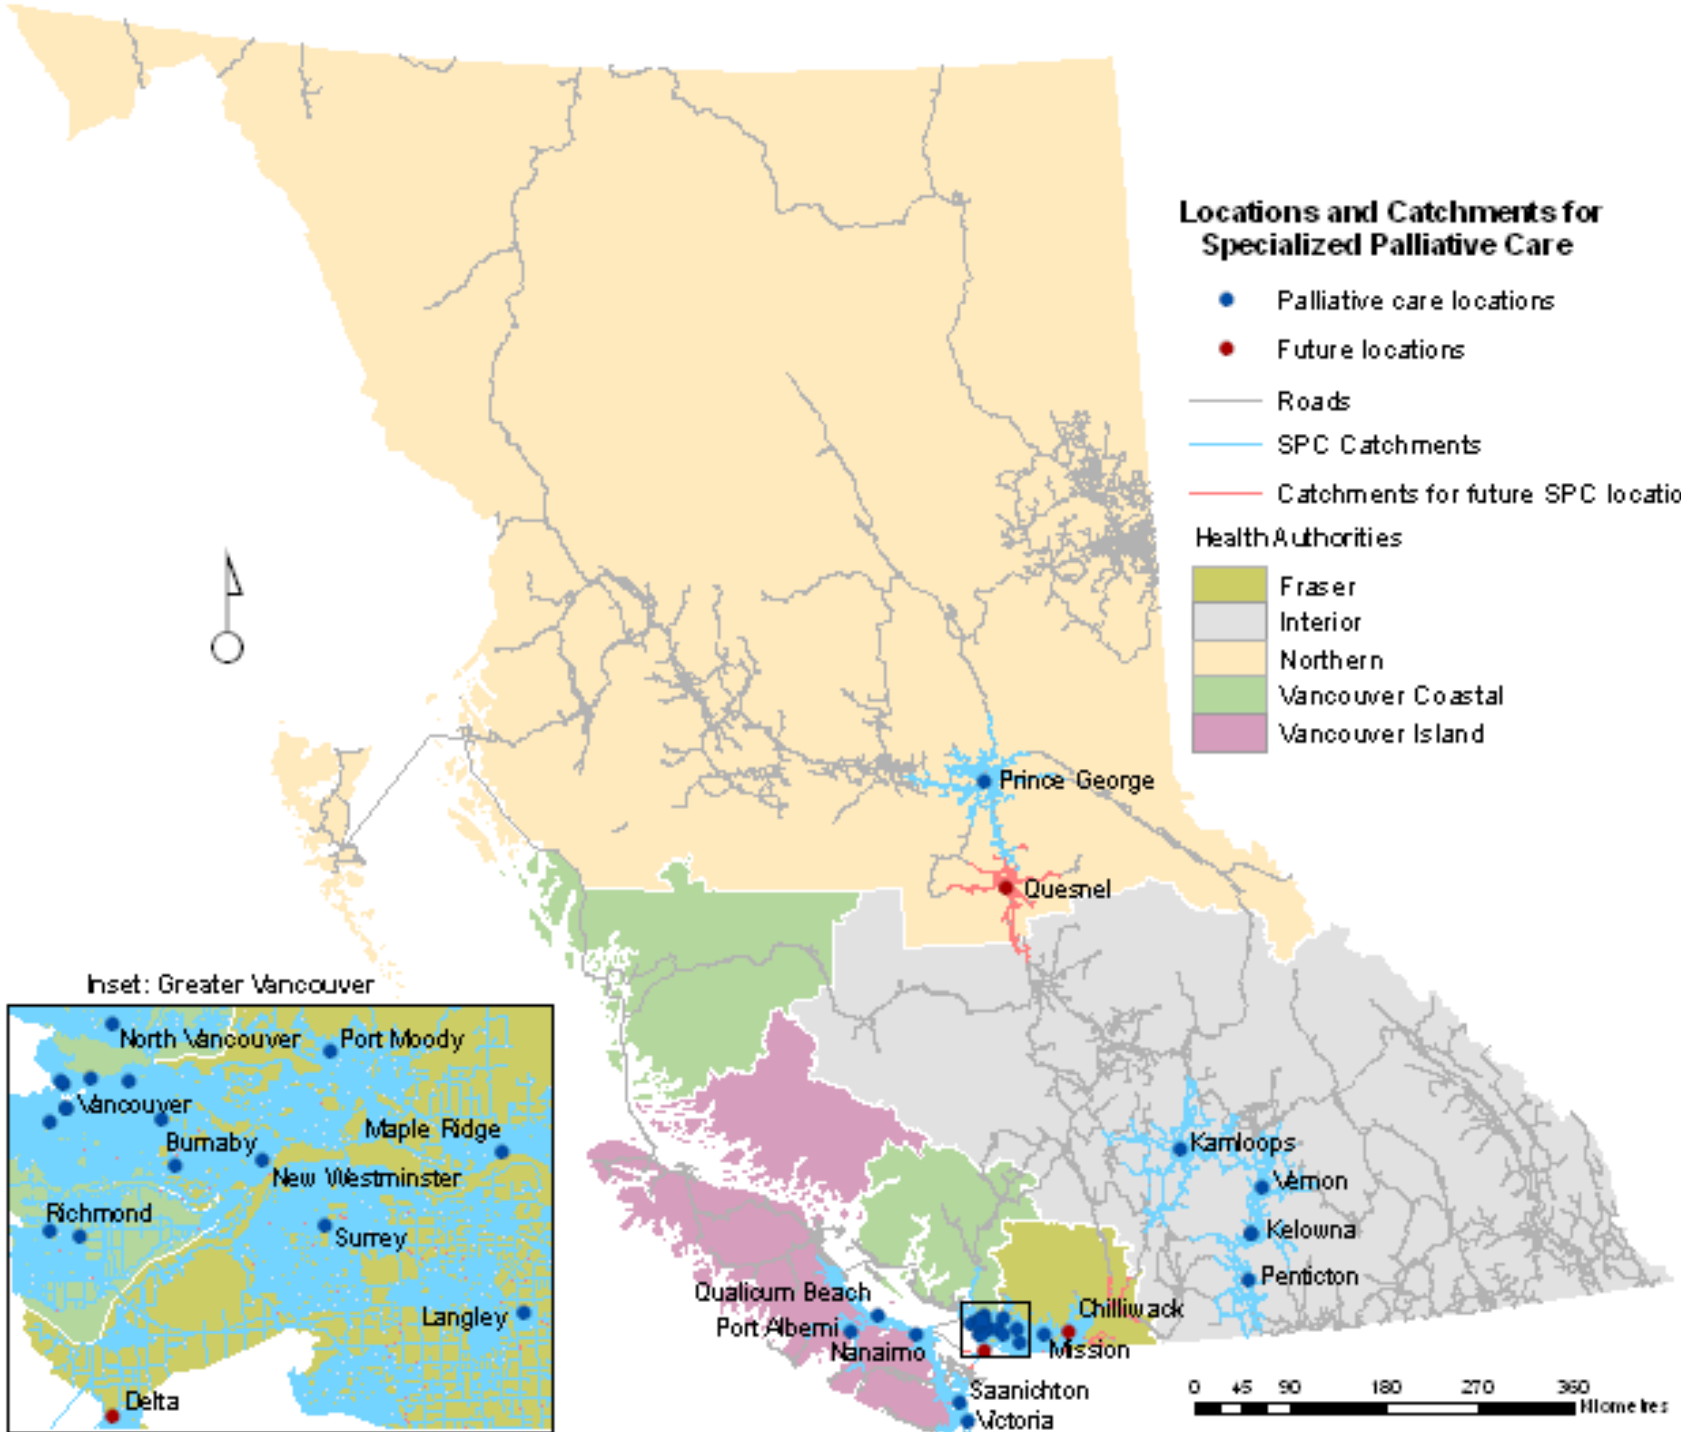 Locations and Catchments for
Specialized Palliative Care
Palliative care locations
Future locations
Roads
SPC Catchments
Catchments for future SPC locatio
Health Authorities
Fraser
Interior
Northern
Vancouver Coastal
Vancouver Island
Prince George
Quesnel
Inset: Greater Vancouver
North Vancouver
Port Moody
Vancouver
Burnaby
Maple Ridge
New Westminster
Richmond
Surrey
Langley
Delta
Kamloops
Vernon
Kelowna
Penticton
Qualicum Beach
Chilliwack
Port Alberni
Nanaimo
Mission
Saanichton
Victoria
0 45 90 180 270 360
Kilometres